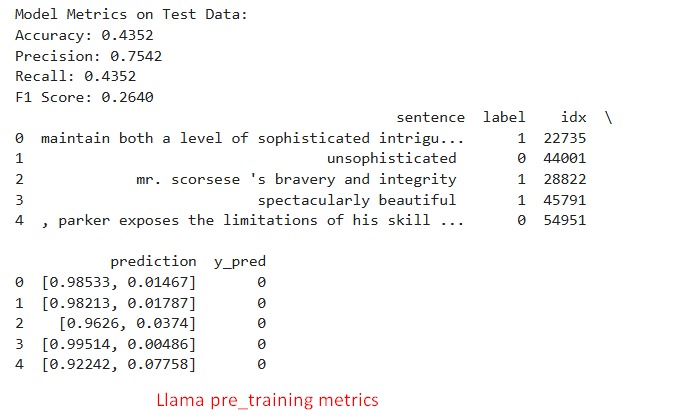 Model Metrics on Test Data:
Accuracy: 0.4352
Precision: 0.7542
Recall: 0.4352
F1 Score: 0.2640
sentence label idx \
0 maintain both a level of sophisticated intrigu... 1 22735
1 unsophisticated 0 44001
2 mr. scorsese 's bravery and integrity 1 28822
3 spectacularly beautiful 1 45791
4 , parker exposes the limitations of his skill ... 0 54951
prediction y_pred
0 [0.98533, 0.01467] 0
1 [0.98213, 0.01787] 0
2 [0.9626, 0.0374] 0
3 [0.99514, 0.00486] 0
4 [0.92242, 0.07758] 0
Llama pre_training metrics